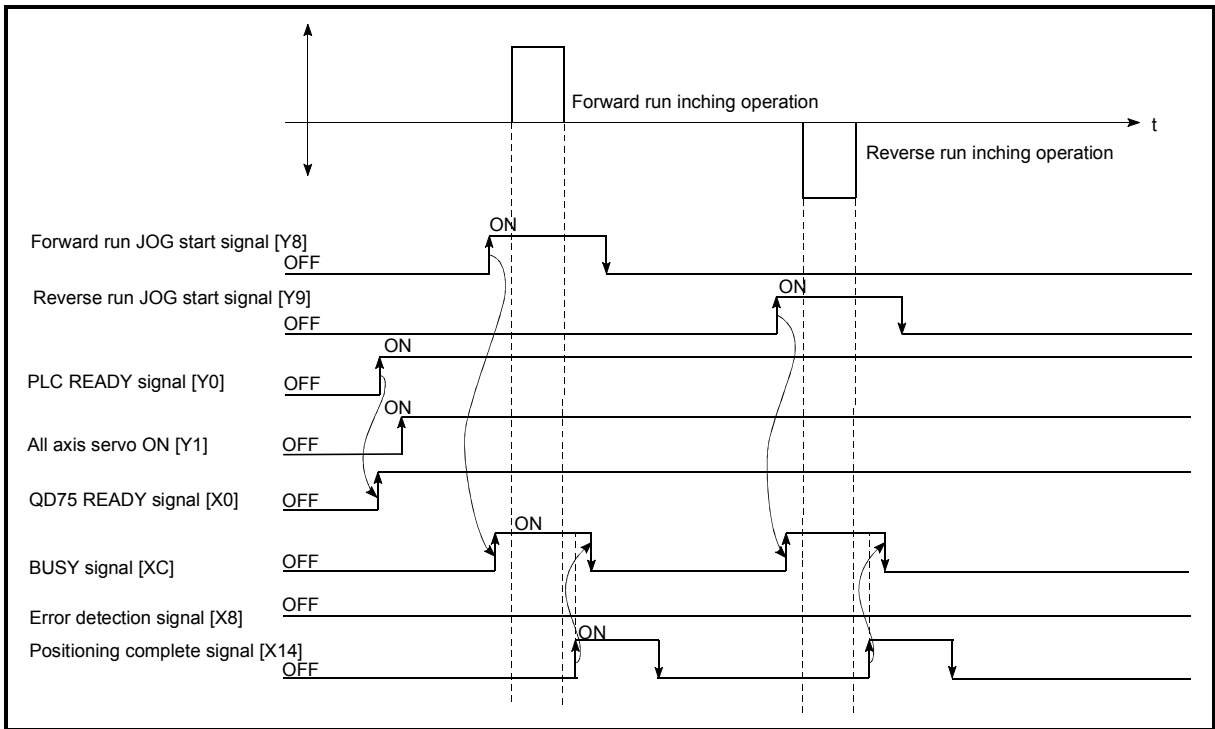 Forward run inching operation
t
Reverse run inching operation
ON
Forward run JOG start signal [Y8]
OFF
ON
Reverse run JOG start signal [Y9]
OFF
ON
PLC READY signal [Y0]
OFF
ON
All axis servo ON [Y1]
OFF
QD75 READY signal [X0]
OFF
ON
BUSY signal [XC]
OFF
OFF
Error detection signal [X8]
ON
Positioning complete signal [X14]
OFF